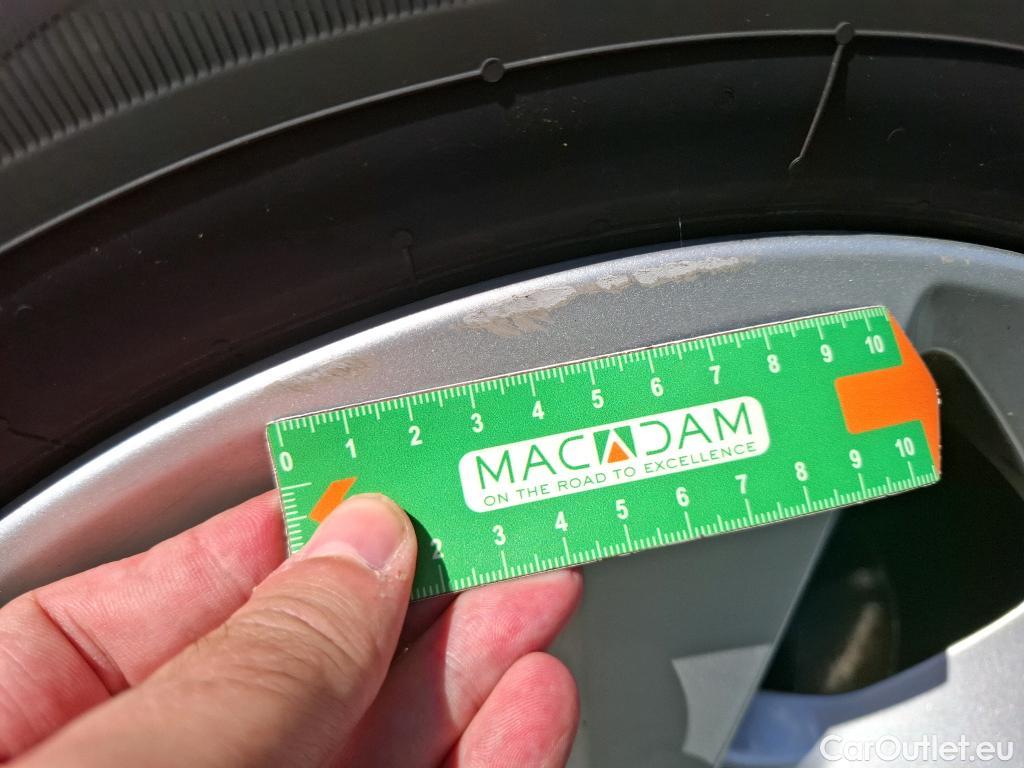 0 1 2 3 4 5 6 7 8 9 10
MACADAM
ON THE ROAD TO EXCELLENCE
2 3 4 5 6 7 8 9 10
CarOutlet.eu